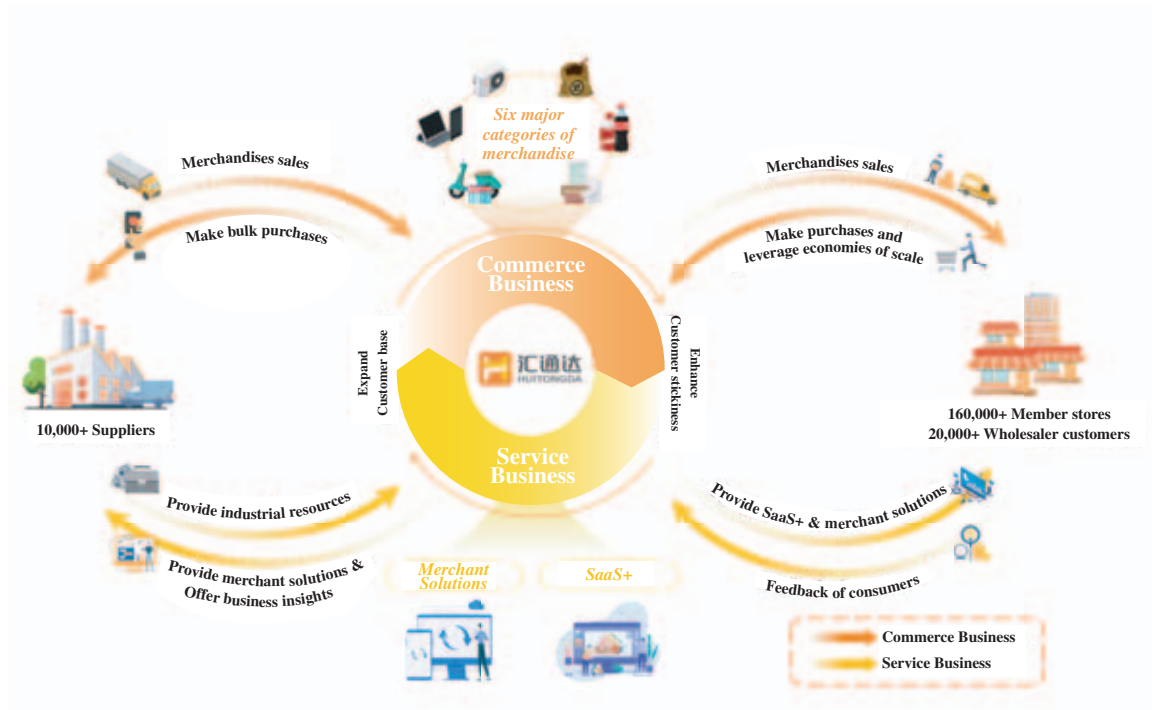 Six major
categories of
merchandise
Merchandises sales
Make bulk purchases
Merchandises sales
Make purchases and
leverage economies of scale
Commerce
Business
Expand
Customer base
汇通达
HUITONGDA
Enhance
Customer stickiness
10,000+ Suppliers
160,000+ Member stores
20,000+ Wholesaler customers
Service
Business
Provide industrial resources
Provide merchant solutions &
Offer business insights
Provide SaaS+ & merchant solutions
Feedback of consumers
Merchant
Solutions
SaaS+
Commerce Business
Service Business